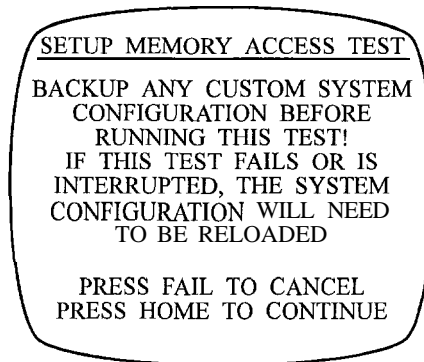 SETUP MEMORY ACCESS TEST
BACKUP ANY CUSTOM SYSTEM
CONFIGURATION BEFORE
RUNNING THIS TEST!
IF THIS TEST FAILS OR IS
INTERRUPTED, THE SYSTEM
CONFIGURATION WILL NEED
TO BE RELOADED
PRESS FAIL TO CANCEL
PRESS HOME TO CONTINUE